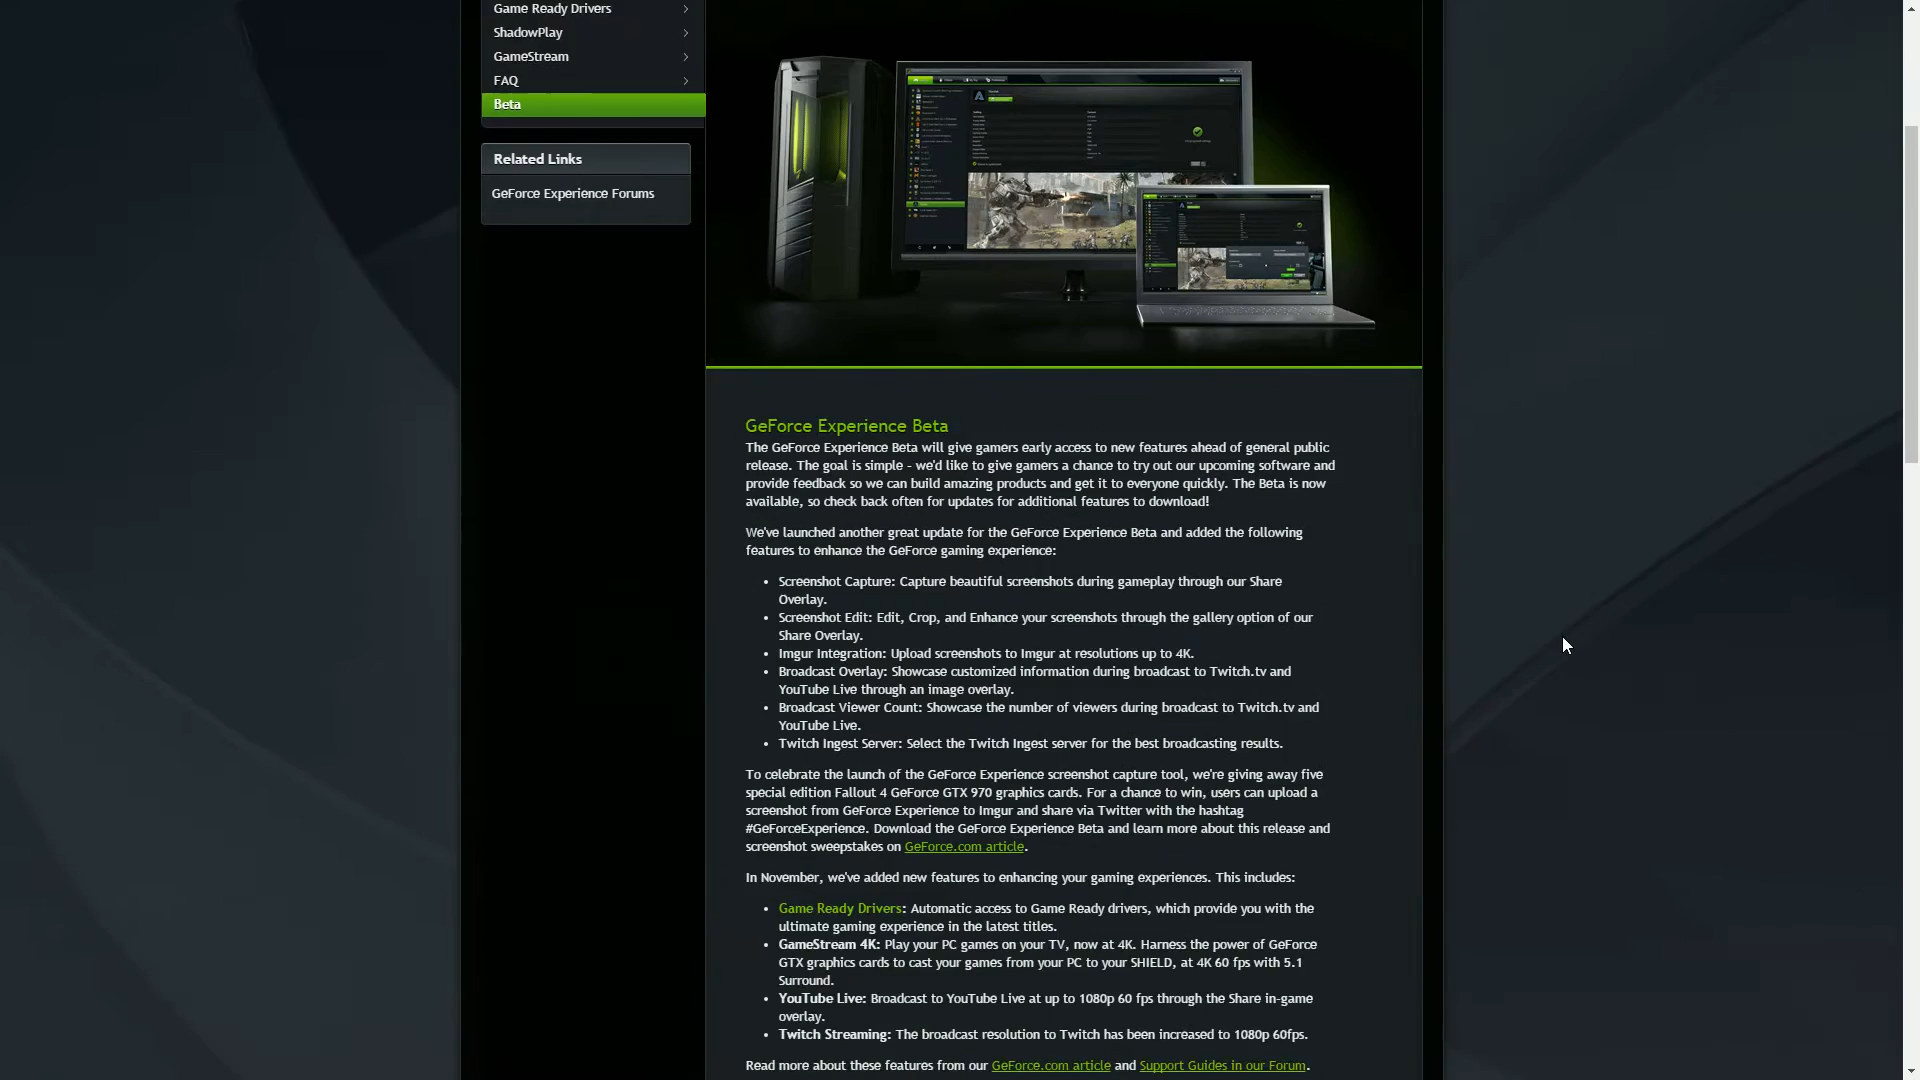 Game Ready Drivers
ShadowPlay
GameStream
FAQ
Beta
Related Links
GeForce Experience Forums
GeForce Experience Beta
The GeForce Experience Beta will give gamers early access to new features ahead of general public
release. The goal is simple - we'd like to give gamers a chance to try out our upcoming software and
provide feedback so we can build amazing products and get it to everyone quickly. The Beta is now
available, so check back often for updates for additional features to download!
We've launched another great update for the GeForce Experience Beta and added the following
features to enhance the GeForce gaming experience:
• Screenshot Capture: Capture beautiful screenshots during gameplay through our Share
Overlay.
• Screenshot Edit: Edit, Crop, and Enhance your screenshots through the gallery option of our
Share Overlay.
• Imgur Integration: Upload screenshots to Imgur at resolutions up to 4K.
• Broadcast Overlay: Showcase customized information during broadcast to Twitch.tv and
YouTube Live through an image overlay.
• Broadcast Viewer Count: Showcase the number of viewers during broadcast to Twitch.tv and
YouTube Live.
• Twitch Ingest Server: Select the Twitch Ingest server for the best broadcasting results.
To celebrate the launch of the GeForce Experience screenshot capture tool, we're giving away five
special edition Fallout 4 GeForce GTX 970 graphics cards. For a chance to win, users can upload a
screenshot from GeForce Experience to Imgur and share via Twitter with the hashtag
#GeForceExperience. Download the GeForce Experience Beta and learn more about this release and
screenshot sweepstakes on GeForce.com article.
In November, we've added new features to enhancing your gaming experiences. This includes:
• Game Ready Drivers: Automatic access to Game Ready drivers, which provide you with the
ultimate gaming experience in the latest titles.
• GameStream 4K: Play your PC games on your TV, now at 4K. Harness the power of GeForce
GTX graphics cards to cast your games from your PC to your SHIELD, at 4K 60 fps with 5.1
Surround.
• YouTube Live: Broadcast to YouTube Live at up to 1080p 60 fps through the Share in-game
overlay.
• Twitch Streaming: The broadcast resolution to Twitch has been increased to 1080p 60fps.
Read more about these features from our GeForce.com article and Support Guides in our Forum.